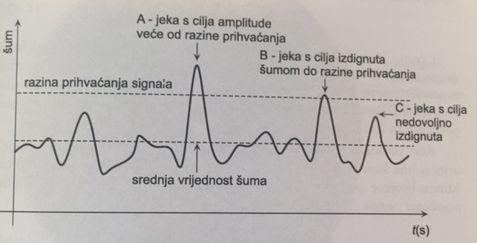 A - jeka s cilja amplitude
veće od razine prihvaćanja
šum
B - jeka s cilja izdignuta
šumom do razine prihvaćanja
razina prihvaćanja signala
C - jeka s cilja
nedovoljno
izdignuta
srednja vrijednost šuma
t(s)